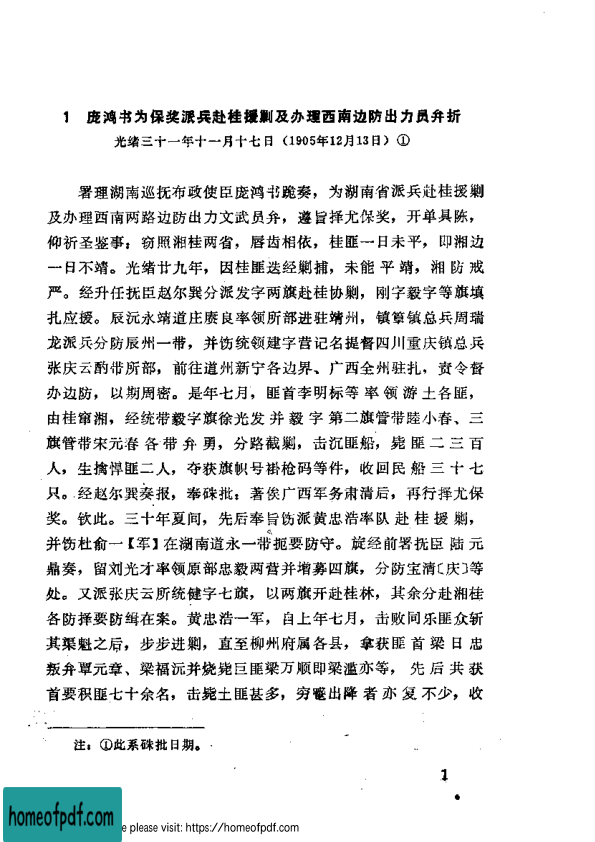 1 庞鸿书为保奖派兵赴桂援剿及办理西南边防出力员弁折
光绪三十一年十一月十七日（1905年12月13日）①
署理湖南巡抚布政使臣庞鸿书跪奏，为湖南省派兵赴桂援剿
及办理西南两路边防出力文武员弁，遵旨择尤保奖，开单具陈，
仰祈圣鉴事：窃照湘桂两省，唇齿相依，桂匪一日未平，即湘边
一日不靖。光绪廿九年，因桂匪迭经剿捕，未能平靖，湘防戒
严。经升任抚臣赵尔巽分派发字两旗赴桂协剿，刚字毅字等旗填
扎应援。辰沅永靖道庄赓良率领所部进驻靖州，镇筸镇总兵周瑞
龙派兵分防辰州一带，并饬统领建字营记名提督四川重庆镇总兵
张庆云酌带所部，前往道州新宁各边界、广西全州驻扎，责令督
办边防，以期周密。是年七月，匪首李明标等率领游土各匪，
由桂窜湘，经统带毅字旗徐光发并毅字第二旗管带睦小春、三
旗管带宋元春各带弁勇，分路截剿，击沉匪船，毙匪二三百
人，生擒悍匪二人，夺获旗帜号褂枪码等件，收回民船三十七
只。经赵尔巽奏报，奉硃批：著俟广西军务肃清后，再行择尤保
奖。钦此。三十年夏间，先后奉旨饬派黄忠浩率队赴桂援剿，
并饬杜俞一【军】在湖南道永一带扼要防守。旋经前署抚臣陆元
鼎奏，留刘光才率领原部忠毅两营并增募四旗，分防宝清〔庆〕等
处。又派张庆云所统健字七旗，以两旗开赴桂林，其余分赴湘桂
各防择要防缉在案。黄忠浩一军，自上年七月，击败同乐匪众斩
其渠魁之后，步步进剿，直至柳州府属各县，拿获匪首梁日忠
叛弁覃元章、梁福沅并烧毙巨匪梁万顺即梁滥亦等，先后共获
首要积匪七十余名，击毙土匪甚多，穷蹙出降者亦复不少，收
注：①此系硃批日期。
1
homeofpdf.com
e please visit: https://homeofpdf.com